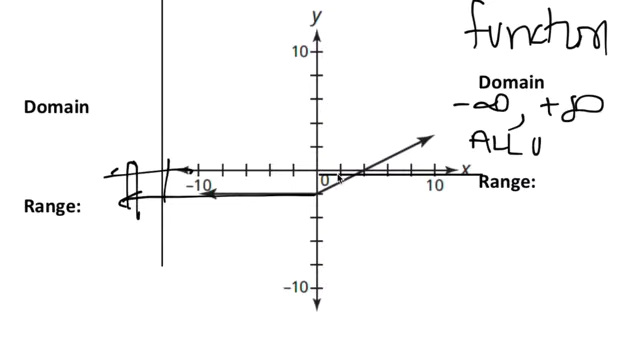 function
y
10
Domain
Domain
-∞, +∞
ALL
x
0
-10
10
Range:
Range:
-10